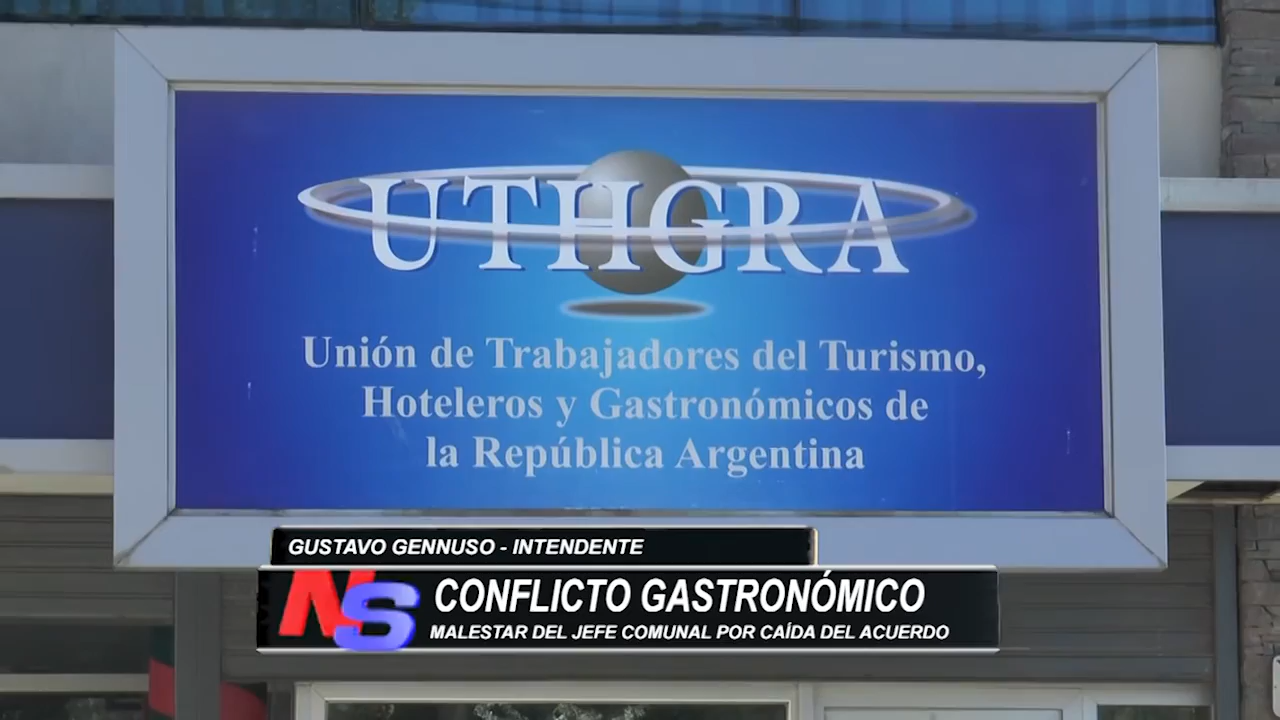 UTHGRA
Unión de Trabajadores del Turismo,
Hoteleros y Gastronómicos de
la República Argentina
GUSTAVO GENNUSO - INTENDENTE
NS CONFLICTO GASTRONÓMICO
MALESTAR DEL JEFE COMUNAL POR CAÍDA DEL ACUERDO